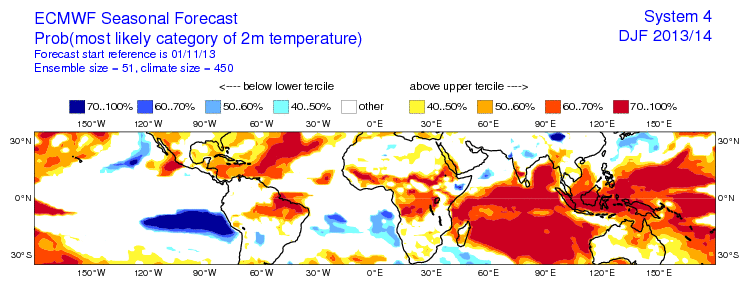 ECMWF Seasonal Forecast
System 4
Prob(most likely category of 2m temperature)
DJF 2013/14
Forecast start reference is 01/11/13
Ensemble size = 51, climate size = 450
<---- below lower tercile
above upper tercile ---->
70..100%
60..70%
50..60%
40..50%
other
40..50%
50..60%
60..70%
70..100%
150°W 120°W 90°W 60°W 30°W 0°E 30°E 60°E 90°E 120°E 150°E
30°N 30°N
0°N 0°N
30°S 30°S
150°W 120°W 90°W 60°W 30°W 0°E 30°E 60°E 90°E 120°E 150°E